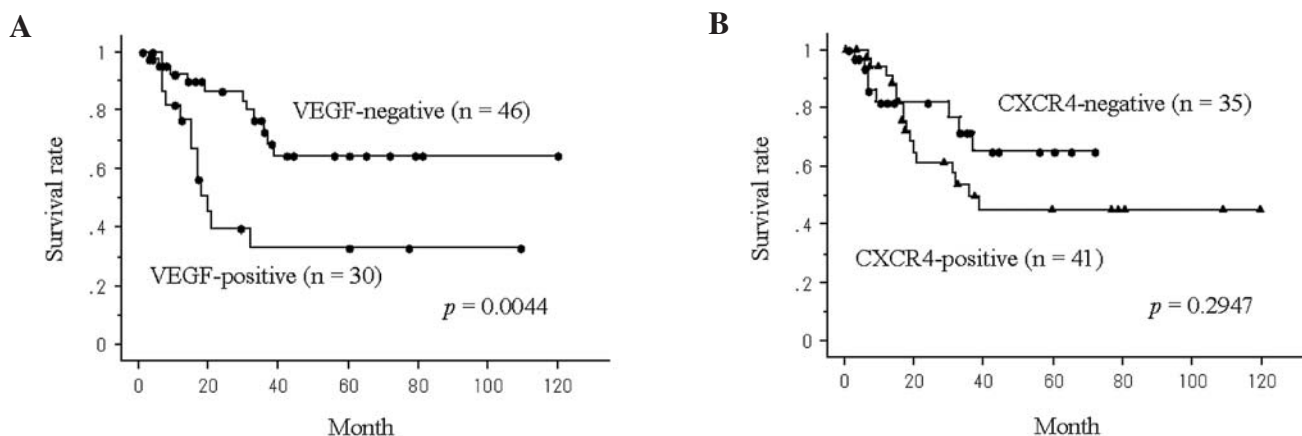 A
Survival rate
1
.8
.6
.4
.2
0
VEGF-negative (n = 46)
VEGF-positive (n = 30)
p = 0.0044
0 20 40 60 80 100 120
Month
B
Survival rate
1
.8
.6
.4
.2
0
CXCR4-negative (n = 35)
CXCR4-positive (n = 41)
p = 0.2947
0 20 40 60 80 100 120
Month